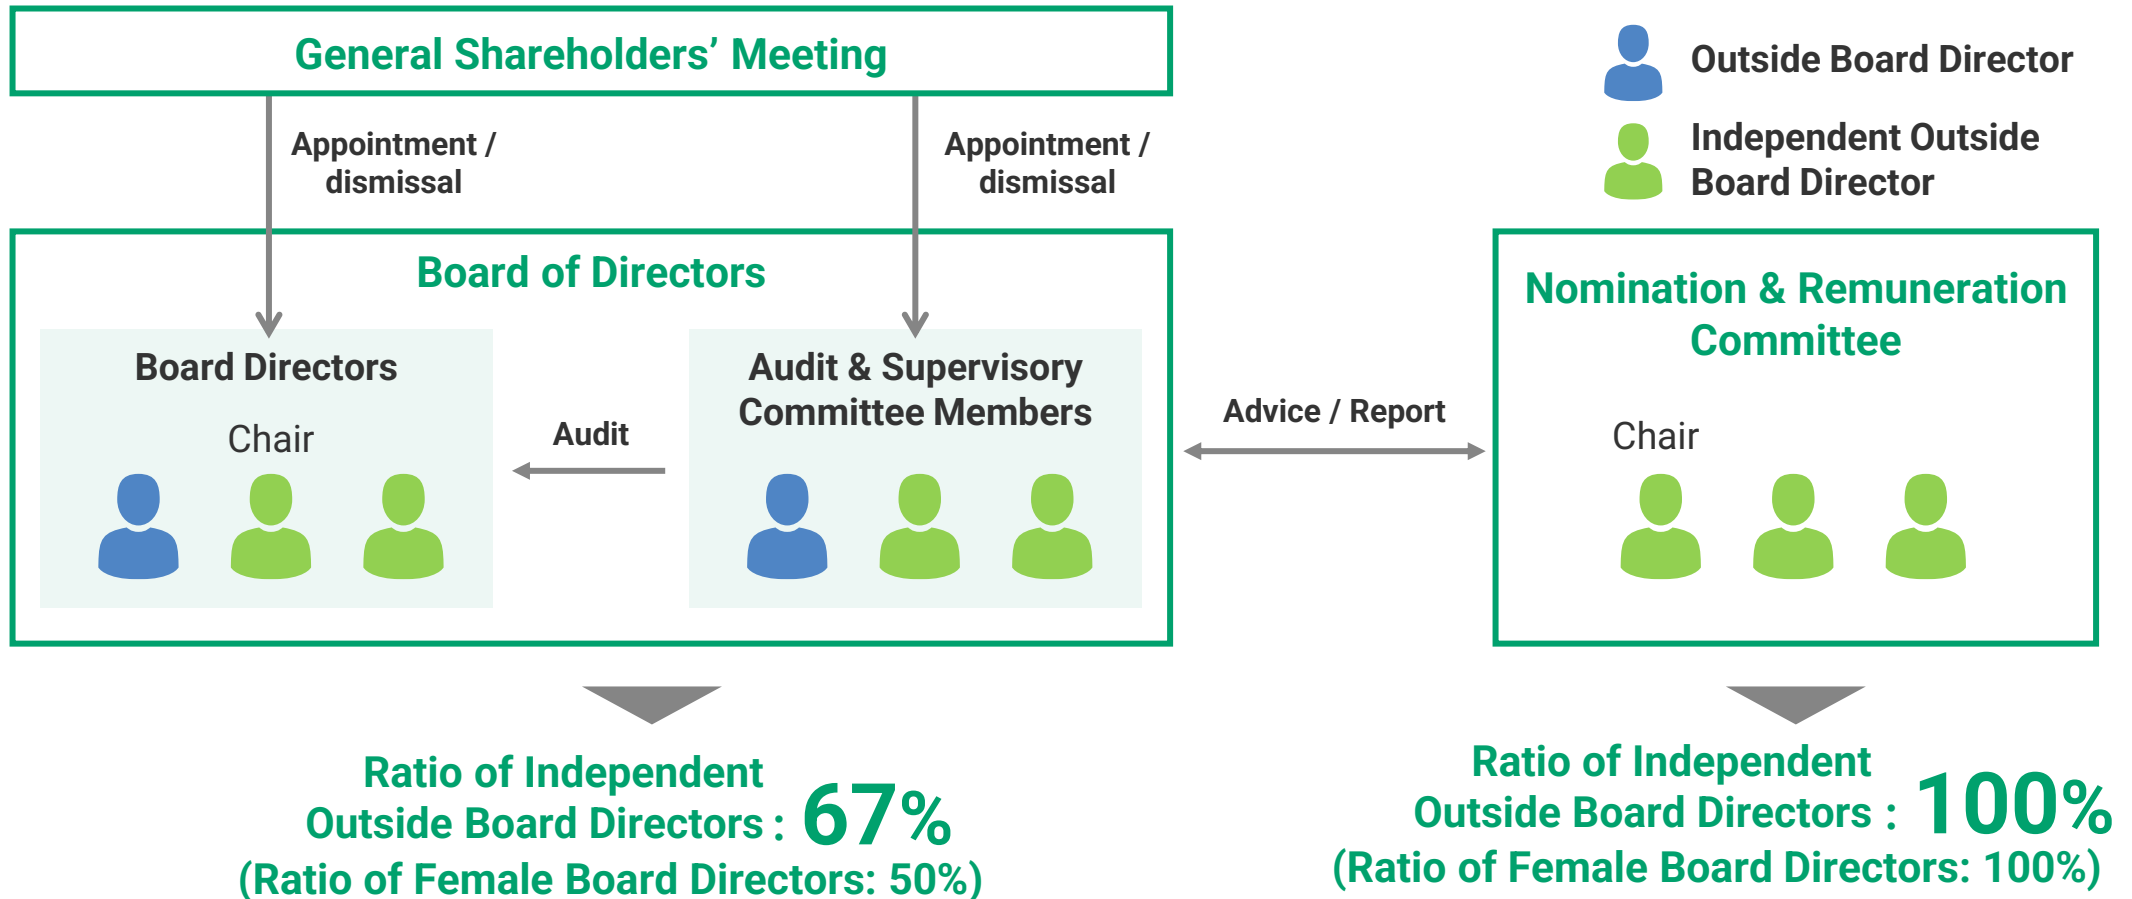 General Shareholders’ Meeting
Outside Board Director
Independent Outside
Board Director
Appointment /
dismissal
Appointment /
dismissal
Board of Directors
Board Directors
Chair
Audit
Audit & Supervisory
Committee Members
Advice / Report
Nomination & Remuneration
Committee
Chair
Ratio of Independent
Outside Board Directors : 67%
(Ratio of Female Board Directors: 50%)
Ratio of Independent
Outside Board Directors : 100%
(Ratio of Female Board Directors: 100%)